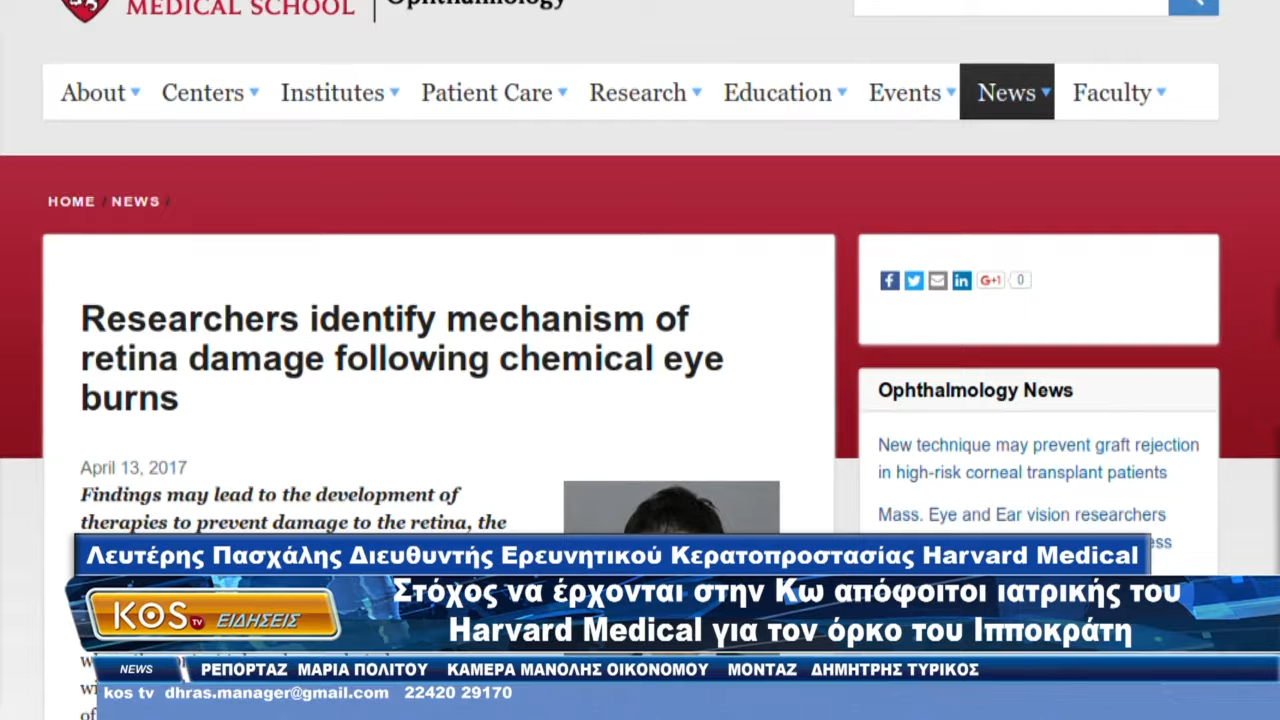 MEDICAL SCHOOL
Ophthalmology
About Centers Institutes Patient Care Research Education Events News Faculty
HOME / NEWS /
Researchers identify mechanism of
retina damage following chemical eye
burns
April 13, 2017
Findings may lead to the development of
therapies to prevent damage to the retina, the
G+1 0
Ophthalmology News
New technique may prevent graft rejection
in high-risk corneal transplant patients
Mass. Eye and Ear vision researchers
Λευτέρης Πασχάλης Διευθυντής Ερευνητικού Κερατοπροστασίας Harvard Medical
Στόχος να έρχονται στην Κω απόφοιτοι ιατρικής του
Harvard Medical για τον όρκο του Ιπποκράτη
KOS TV ΕΙΔΗΣΕΙΣ
NEWS ΡΕΠΟΡΤΑΖ ΜΑΡΙΑ ΠΟΛΙΤΟΥ ΚΑΜΕΡΑ ΜΑΝΟΛΗΣ ΟΙΚΟΝΟΜΟΥ ΜΟΝΤΑΖ ΔΗΜΗΤΡΗΣ ΤΥΡΙΚΟΣ
kos tv dhras.manager@gmail.com 22420 29170